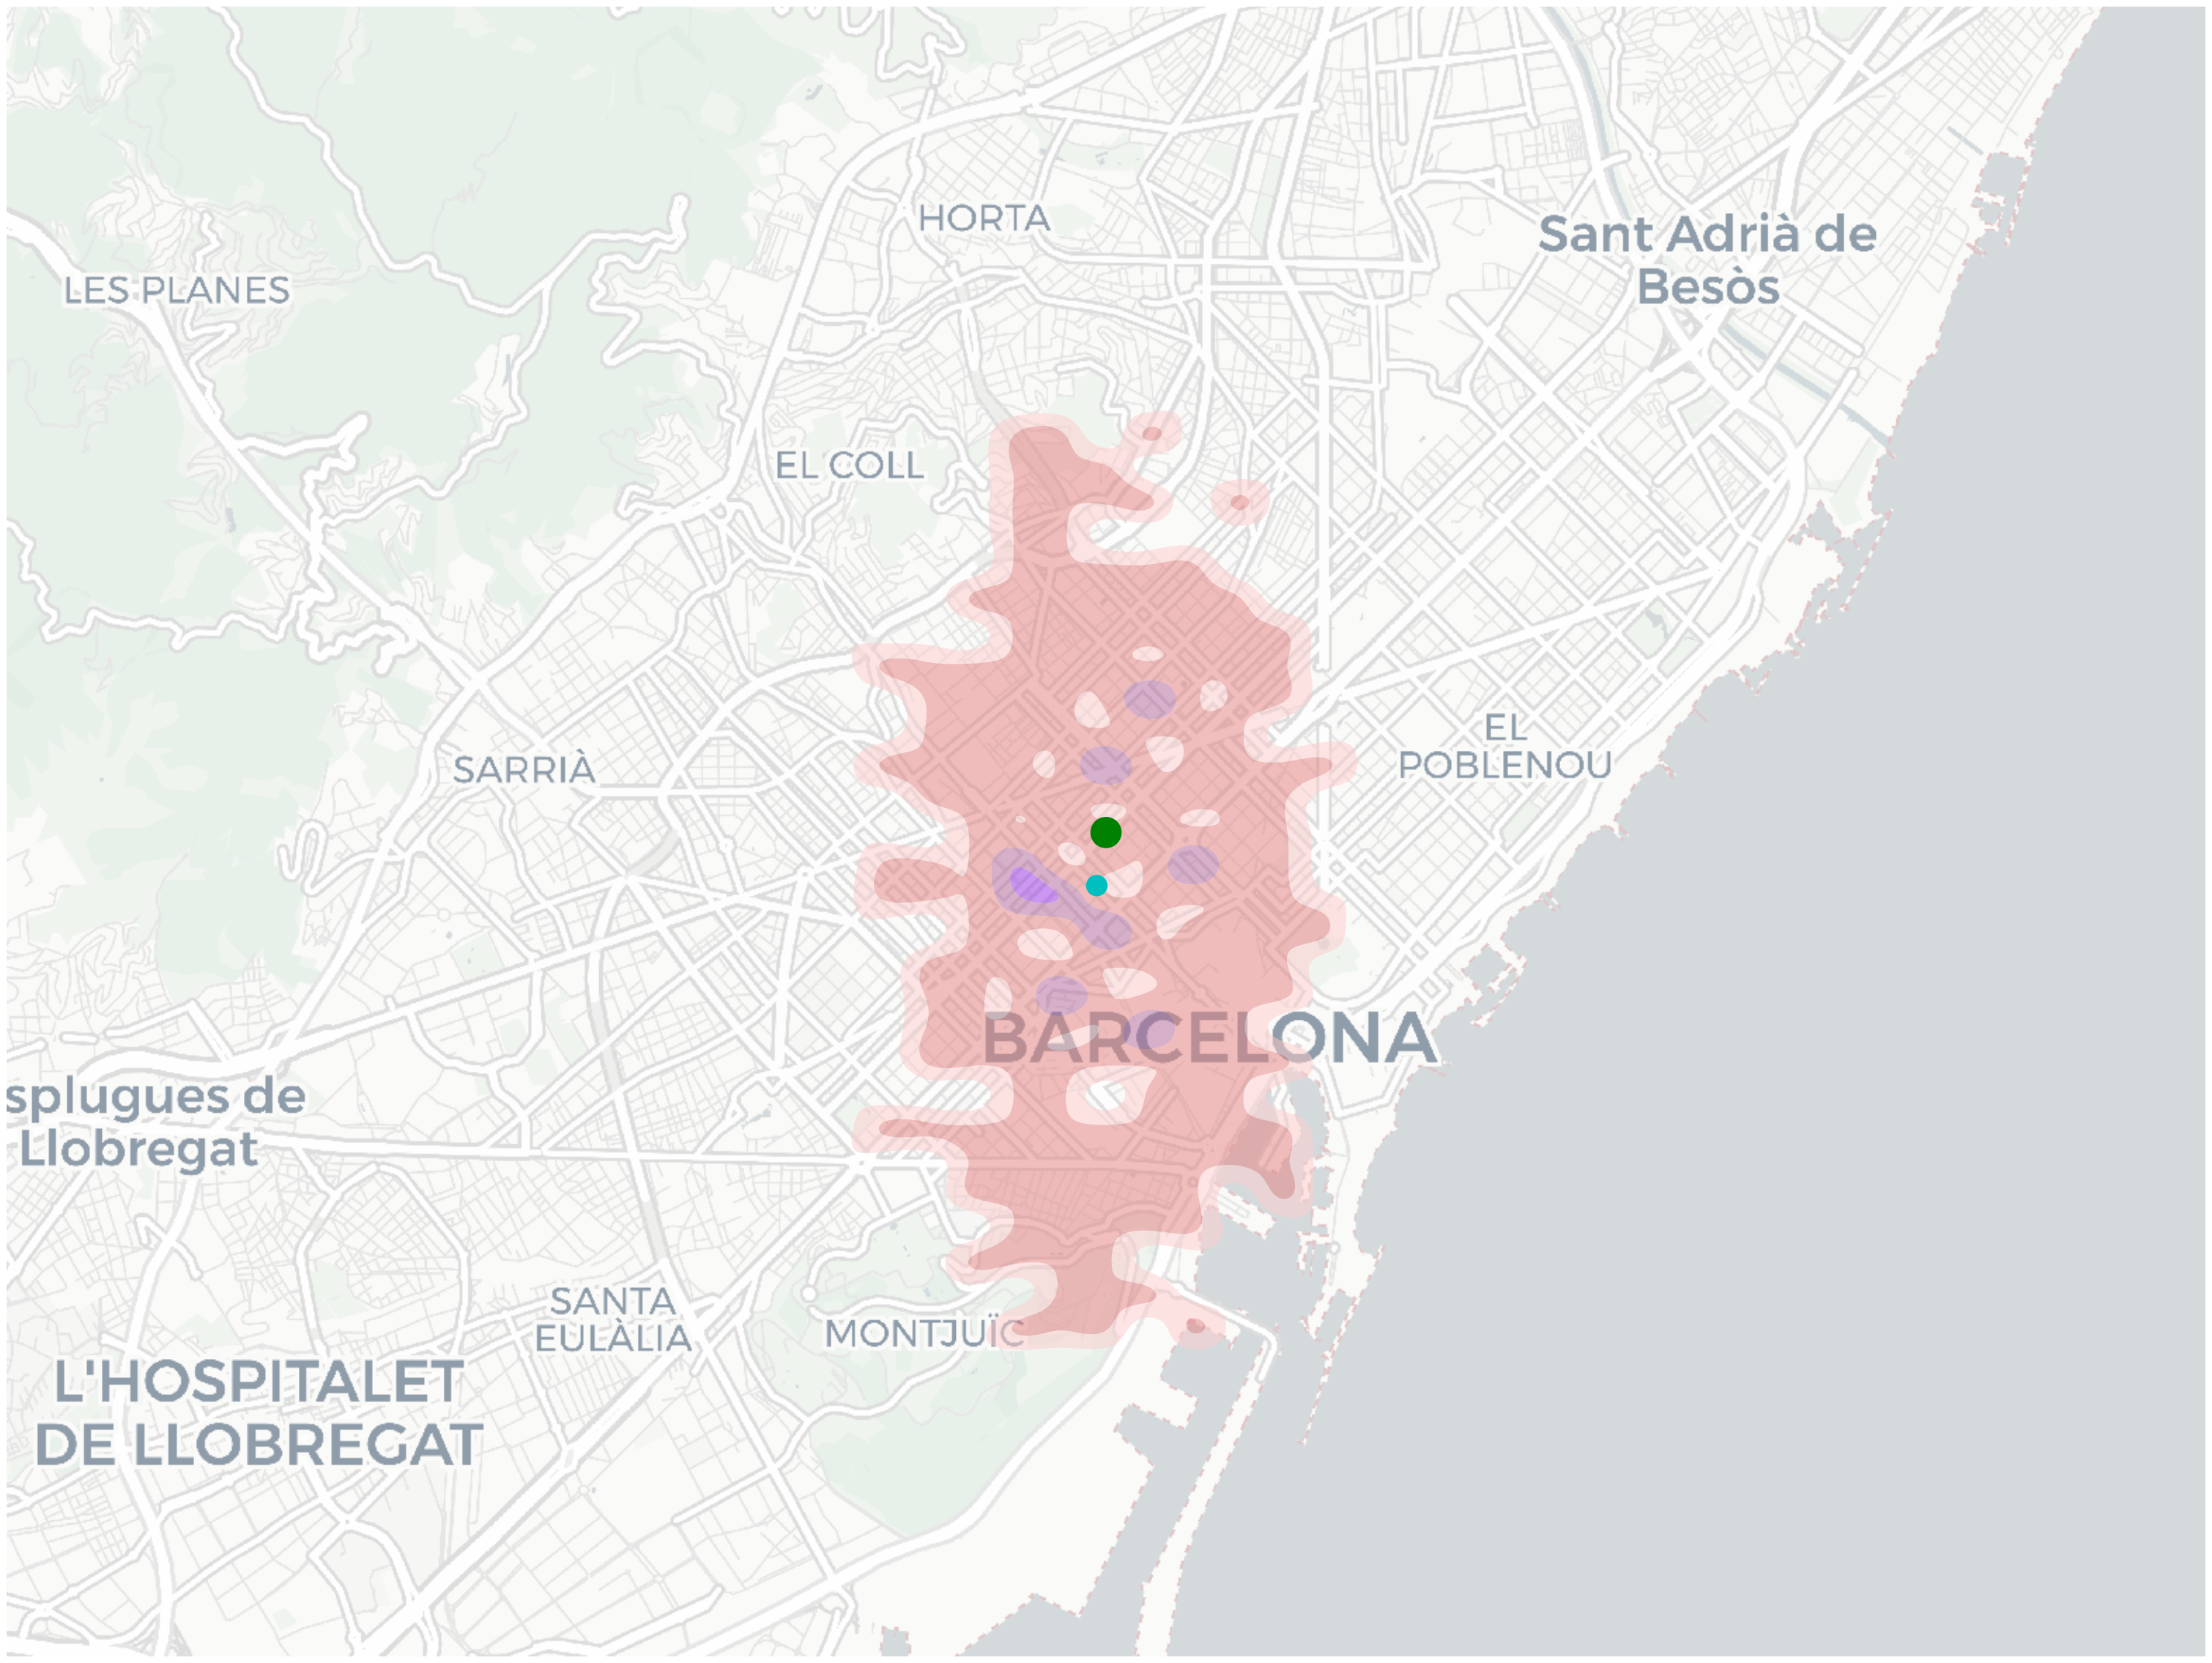 HORTA
Sant Adrià de
Besòs
LES PLANES
EL COLL
EL
POBLENOU
SARRIÀ
BARCELONA
splugues de
Llobregat
SANTA
EULÀLIA
MONTJUÏC
L'HOSPITALET
DE LLOBREGAT